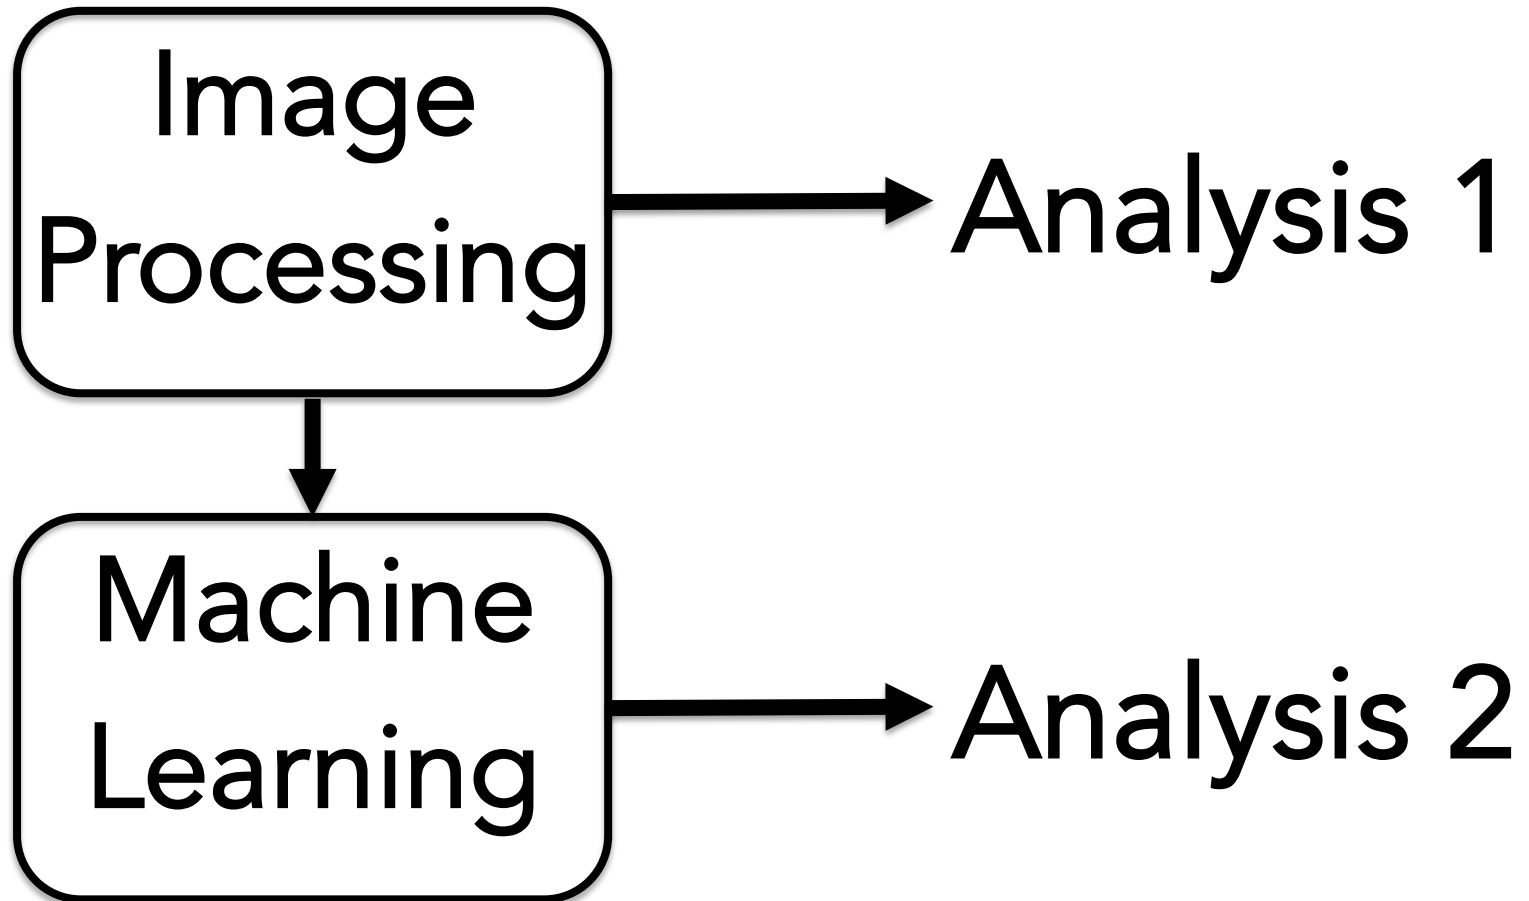 Image
Processing
Analysis 1
Machine
Learning
Analysis 2